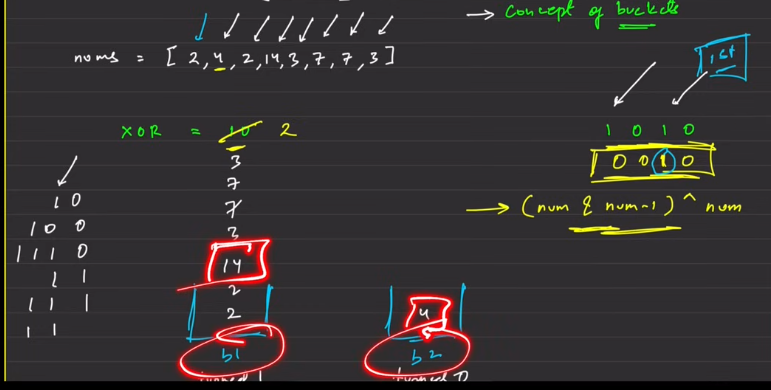 → Concept of buckets
nums = [ 2, 4, 2, 14, 3, 7, 7, 3 ]
1st
XOR = 10 2
1 0 1 0
0 0 1 0
→ (num & num-1) ^ num
3
7
7
3
14
2
2
b1
4
b2
1 0
1 0 0
1 1 1 0
1 1
1 1 1
1 1